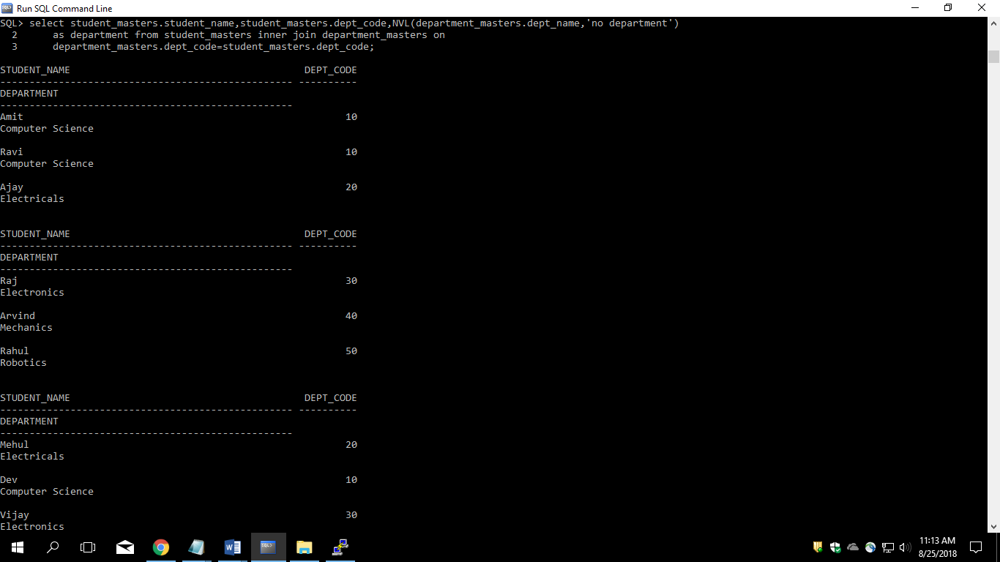 Run SQL Command Line
SQL> select student_masters.student_name,student_masters.dept_code,NVL(department_masters.dept_name,'no department')
  2      as department from student_masters inner join department_masters on
  3      department_masters.dept_code=student_masters.dept_code;
STUDENT_NAME                                        DEPT_CODE
-------------------------------------------------- ----------
DEPARTMENT
--------------------------------------------------
Amit                                                       10
Computer Science
Ravi                                                       10
Computer Science
Ajay                                                       20
Electricals
STUDENT_NAME                                        DEPT_CODE
-------------------------------------------------- ----------
DEPARTMENT
--------------------------------------------------
Raj                                                        30
Electronics
Arvind                                                     40
Mechanics
Rahul                                                      50
Robotics
STUDENT_NAME                                        DEPT_CODE
-------------------------------------------------- ----------
DEPARTMENT
--------------------------------------------------
Mehul                                                      20
Electricals
Dev                                                        10
Computer Science
Vijay                                                      30
Electronics
11:13 AM
8/25/2018